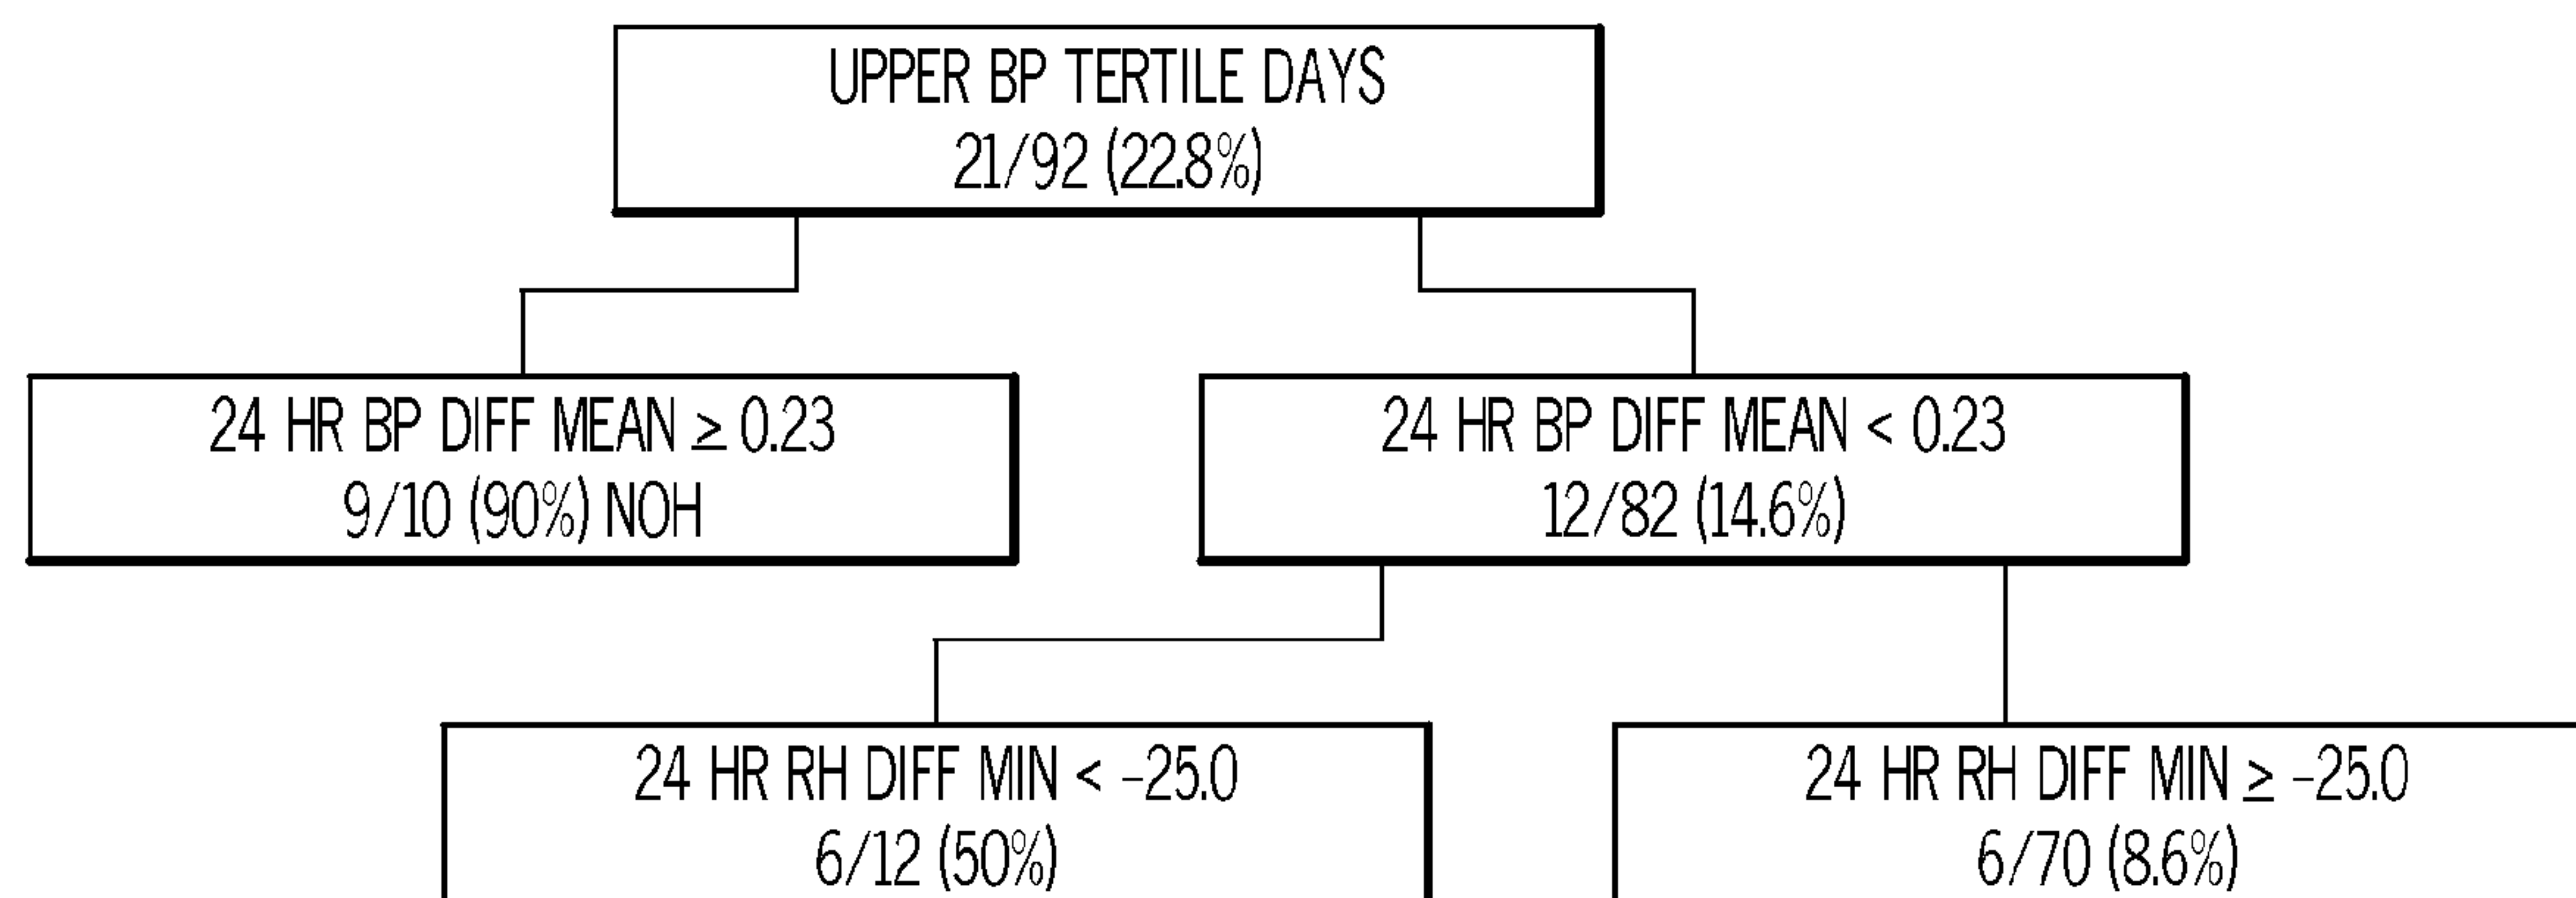 UPPER BP TERTILE DAYS
21/92 (22.8%)
24 HR BP DIFF MEAN ≥ 0.23
9/10 (90%) NOH
24 HR BP DIFF MEAN < 0.23
12/82 (14.6%)
24 HR RH DIFF MIN < -25.0
6/12 (50%)
24 HR RH DIFF MIN ≥ -25.0
6/70 (8.6%)